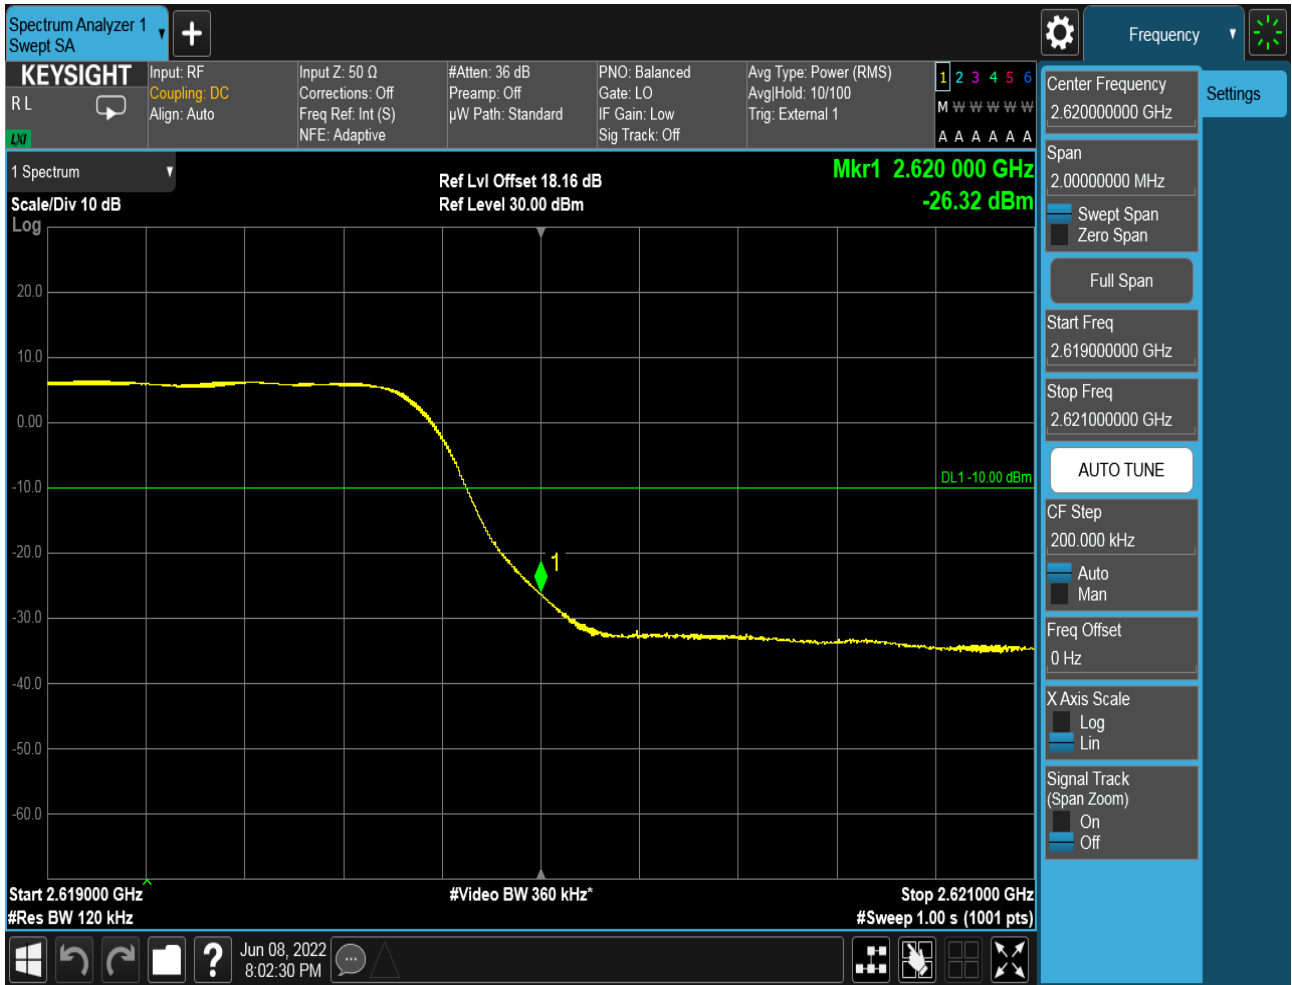 Spectrum Analyzer 1
Swept SA
Frequency
KEYSIGHT
R L
LXI
Input: RF
Coupling: DC
Align: Auto
Input Z: 50 Ω
Corrections: Off
Freq Ref: Int (S)
NFE: Adaptive
#Atten: 36 dB
Preamp: Off
µW Path: Standard
PNO: Balanced
Gate: LO
IF Gain: Low
Sig Track: Off
Avg Type: Power (RMS)
Avg|Hold: 10/100
Trig: External 1
1 2 3 4 5 6
M W W W W W
A A A A A A
1 Spectrum
Scale/Div 10 dB
Log
Ref Lvl Offset 18.16 dB
Ref Level 30.00 dBm
Mkr1 2.620 000 GHz
-26.32 dBm
20.0
10.0
0.00
-10.0
-20.0
-30.0
-40.0
-50.0
-60.0
DL1 -10.00 dBm
1
Start 2.619000 GHz
#Res BW 120 kHz
#Video BW 360 kHz*
Stop 2.621000 GHz
#Sweep 1.00 s (1001 pts)
Jun 08, 2022
8:02:30 PM
?
Center Frequency
2.620000000 GHz
Span
2.00000000 MHz
Swept Span
Zero Span
Full Span
Start Freq
2.619000000 GHz
Stop Freq
2.621000000 GHz
AUTO TUNE
CF Step
200.000 kHz
Auto
Man
Freq Offset
0 Hz
X Axis Scale
Log
Lin
Signal Track
(Span Zoom)
On
Off
Settings